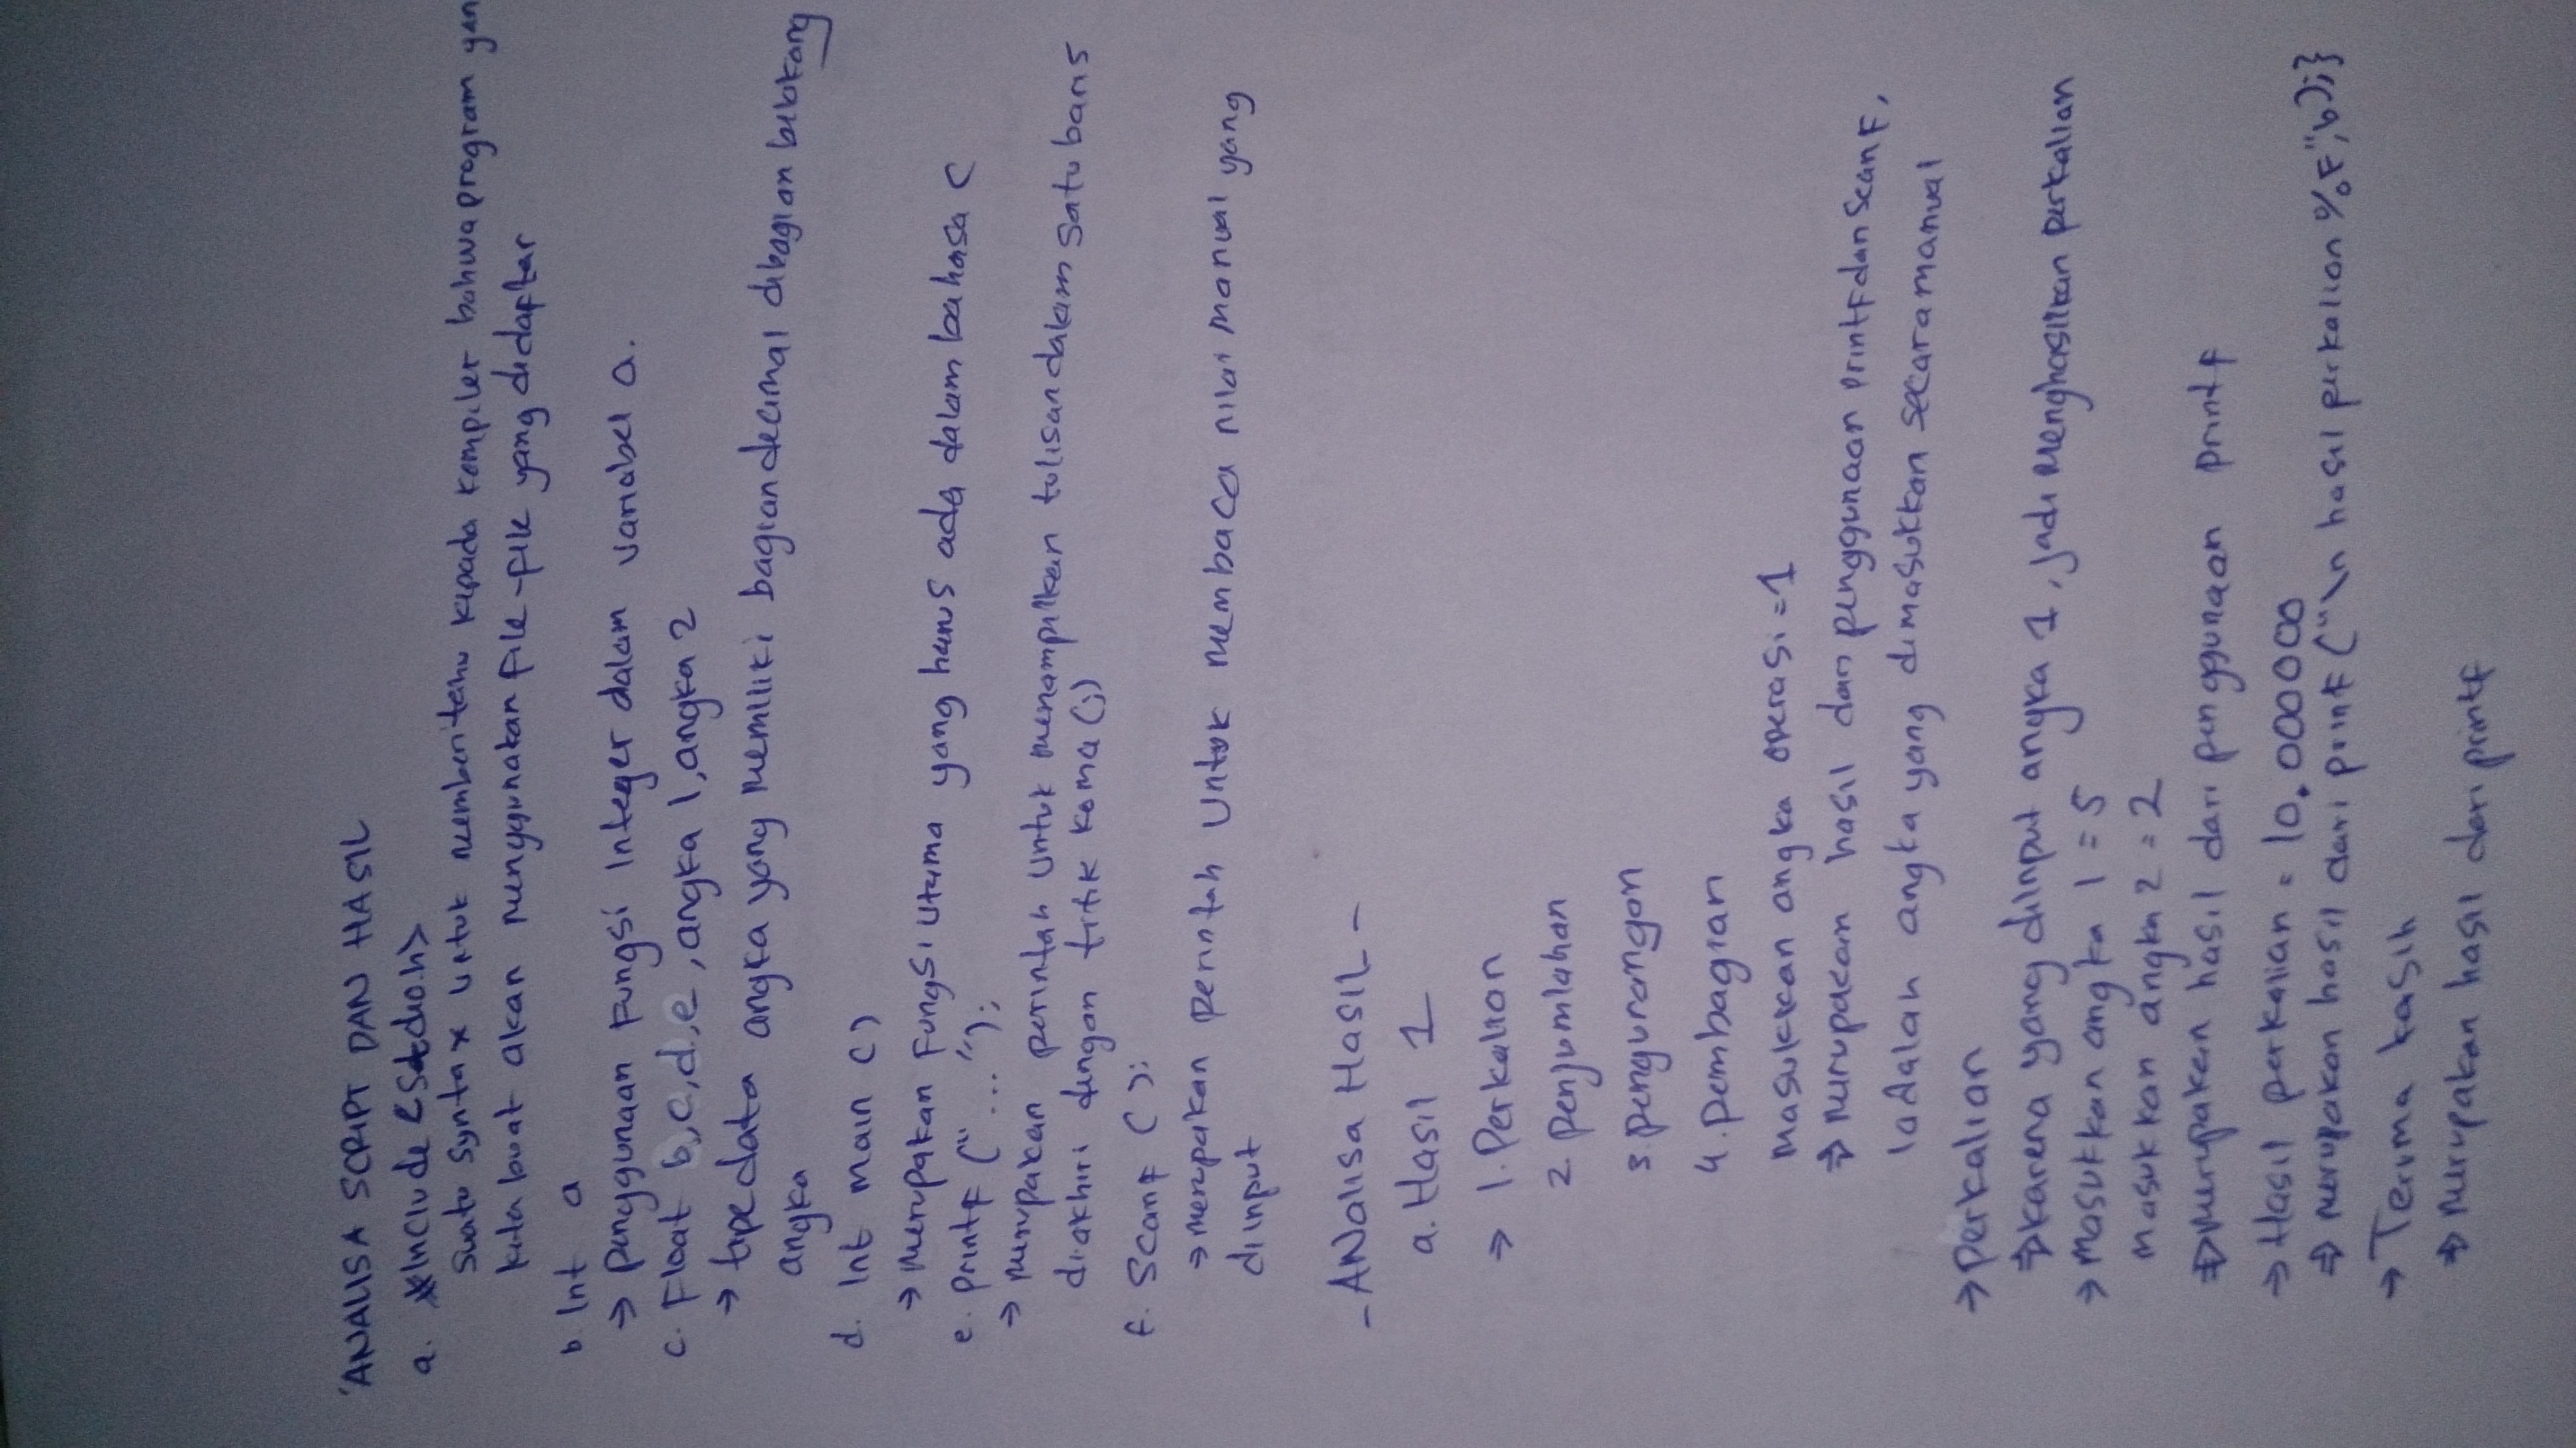 ANALISA SCRIPT DAN HASIL
a. #Include <Stdio.h>
Suatu Syntax Untuk memberitahu kepada kompiler bahwa program yan
kita buat akan menggunakan file-file yang didaftar
b. Int a
→ penggunaan Fungsi Integer dalam variabel a.
c. Float b,c,d,e, angka 1, angka 2
→ tipe data angka yang memiliki bagian decimal dibagian belakang
angka
d. Int main ()
→ Merupakan Fungsi utama yang harus ada dalam bahasa C
e. printf ("...");
→ merupakan perintah Untuk menampilkan tulisan dalam satu baris
diakhiri dengan titik koma (;)
f. Scanf ();
→ merupakan perintah Untuk membaca nilai manual yang
diinput
- ANalisa HasIL -
a. Hasil 1
→ 1. Perkalian
2. penjumlahan
3. pengurangan
4. pembagian
Masukkan angka operasi = 1
⇒ merupakan hasil dari penggunaan printf dan Scanf,
1 adalah angka yang dimasukkan secara manual
→ perkalian
⇒ karena yang diinput angka 1, jadi Menghasilkan perkalian
→ Masukkan angka 1 = 5
Masukkan angka 2 = 2
⇒ Merupakan hasil dari penggunaan printf
→ Hasil perkalian = 10.000000
⇒ merupakan hasil dari prinf ("\n hasil perkalian %F",b);}
→ Terima kasih
⇒ merupakan hasil dari printf